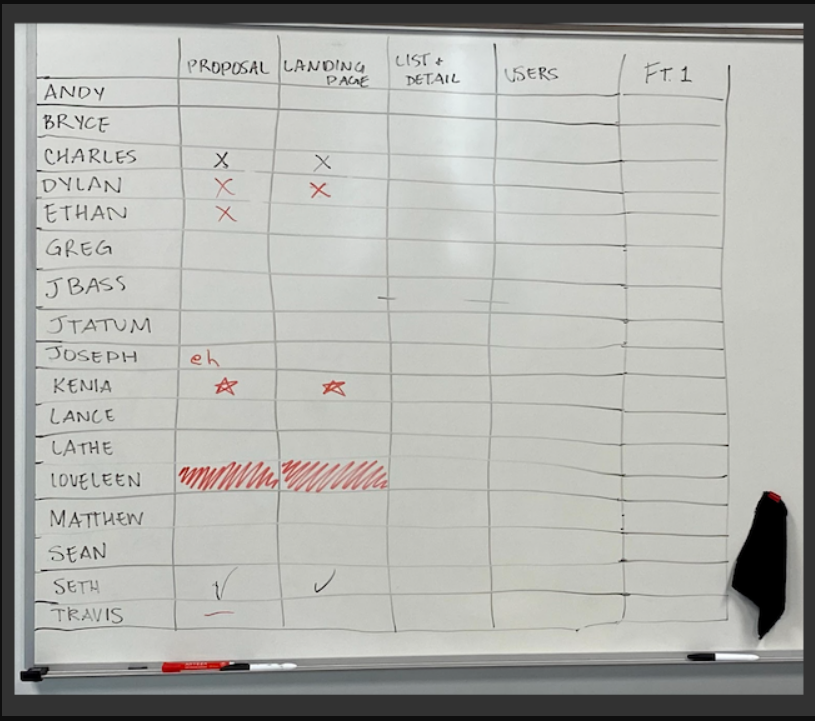 PROPOSAL LANDING PAGE LIST + DETAIL USERS FT. 1
ANDY
BRYCE
CHARLES X X
DYLAN X X
ETHAN X
GREG
JBASS
JTATUM
JOSEPH eh
KENIA
LANCE
LATHE
LOVELEEN
MATTHEW
SEAN
SETH
TRAVIS